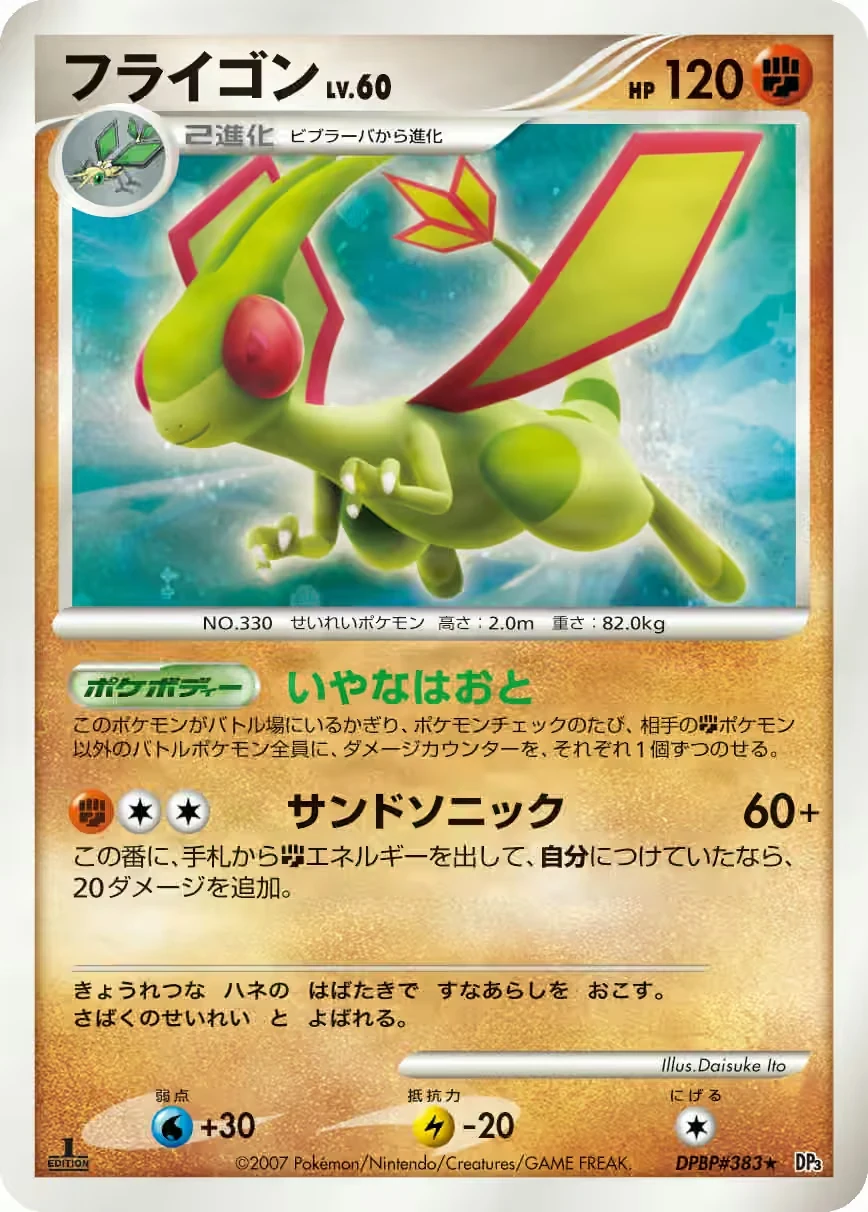 フライゴン LV.60 HP 120
2進化 ビブラーバから進化
NO.330 せいれいポケモン 高さ:2.0m 重さ:82.0kg
ポケボディー いやなはおと
このポケモンがバトル場にいるかぎり、ポケモンチェックのたび、相手のポケモン
以外のバトルポケモン全員に、ダメージカウンターを、それぞれ1個ずつのせる。
サンドソニック 60+
この番に、手札からエネルギーを出して、自分につけていたなら、
20ダメージを追加。
きょうれつな ハネの はばたきで すなあらしを おこす。
さばくのせいれい と よばれる。
Illus.Daisuke Ito
弱点 抵抗力 にげる
+30 -20
1 EDITION ©2007 Pokémon/Nintendo/Creatures/GAME FREAK. DPBP#383★ DP3